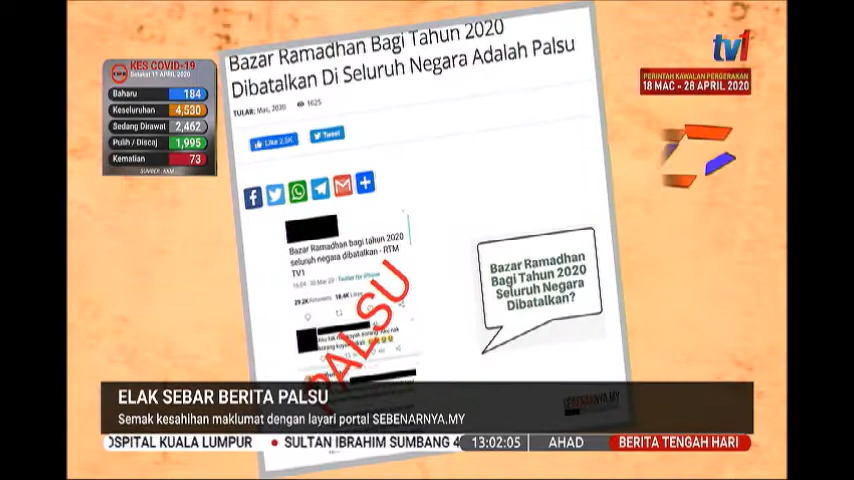 Bazar Ramadhan Bagi Tahun 2020
Dibatalkan Di Seluruh Negara Adalah Palsu
TULAR: Mac, 2020 1625
Like 2.5K Tweet
KES COVID-19
Setakat 11 APRIL 2020
Baharu 184
Keseluruhan 4,530
Sedang Dirawat 2,462
Pulih / Discaj 1,995
Kematian 73
SUMBER: KKM
tv1
PERINTAH KAWALAN PERGERAKAN
18 MAC - 28 APRIL 2020
Bazar Ramadhan bagi tahun 2020
seluruh negara dibatalkan - RTM
TV1
Twitter for iPhone
29.2K Retweets 18.4K Likes
PALSU
Bazar Ramadhan
Bagi Tahun 2020
Seluruh Negara
Dibatalkan?
SEBENARNYA.MY
ELAK SEBAR BERITA PALSU
Semak kesahihan maklumat dengan layari portal SEBENARNYA.MY
OSPITAL KUALA LUMPUR • SULTAN IBRAHIM SUMBANG 4 13:02:05 AHAD BERITA TENGAH HARI